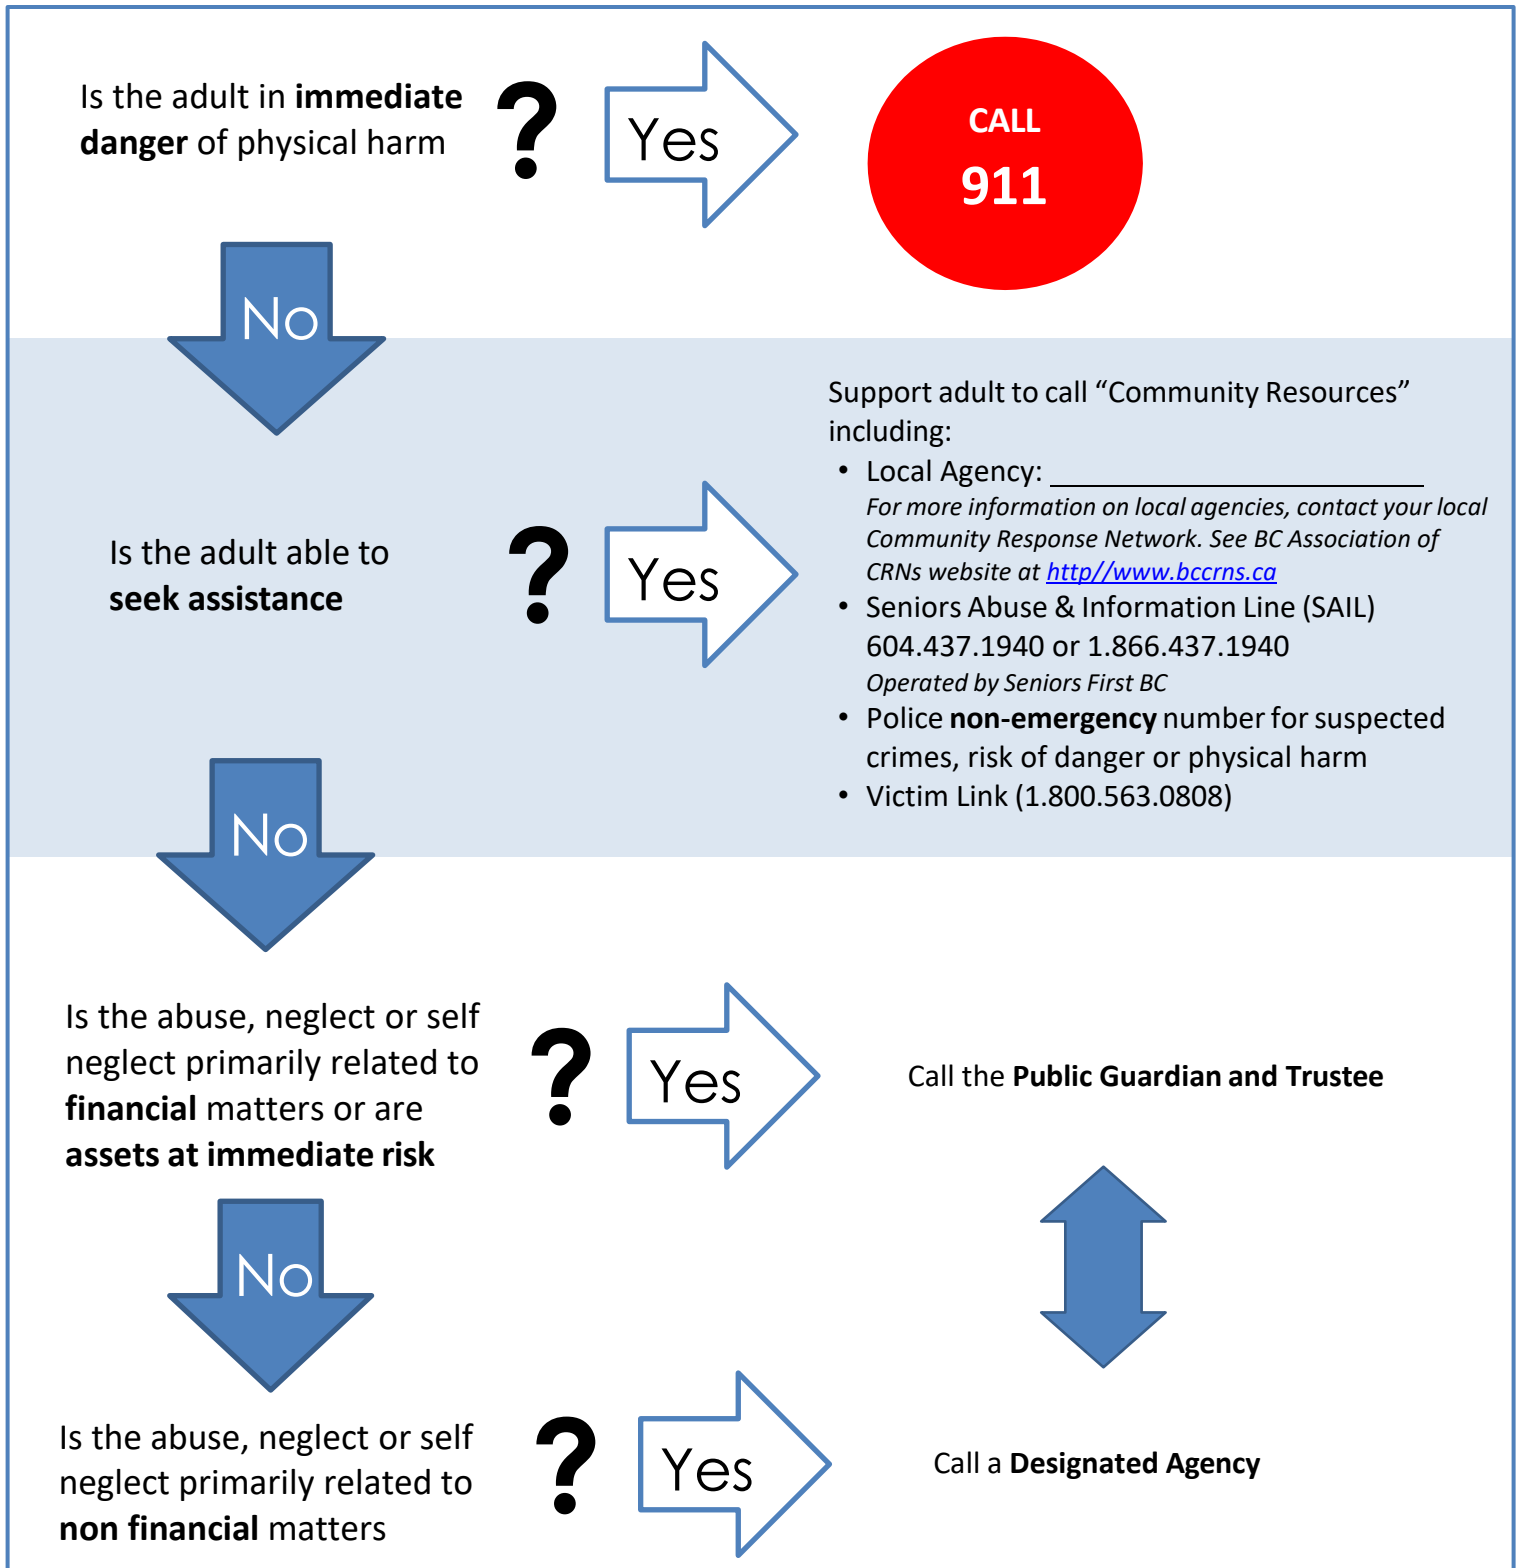 Is the adult in immediate
danger of physical harm
?
Yes
CALL
911
No
Is the adult able to
seek assistance
?
Yes
Support adult to call “Community Resources”
including:
• Local Agency: ______________________
For more information on local agencies, contact your local
Community Response Network. See BC Association of
CRNs website at http//www.bccrns.ca
• Seniors Abuse & Information Line (SAIL)
604.437.1940 or 1.866.437.1940
Operated by Seniors First BC
• Police non-emergency number for suspected
crimes, risk of danger or physical harm
• Victim Link (1.800.563.0808)
No
Is the abuse, neglect or self
neglect primarily related to
financial matters or are
assets at immediate risk
?
Yes
Call the Public Guardian and Trustee
No
Is the abuse, neglect or self
neglect primarily related to
non financial matters
?
Yes
Call a Designated Agency